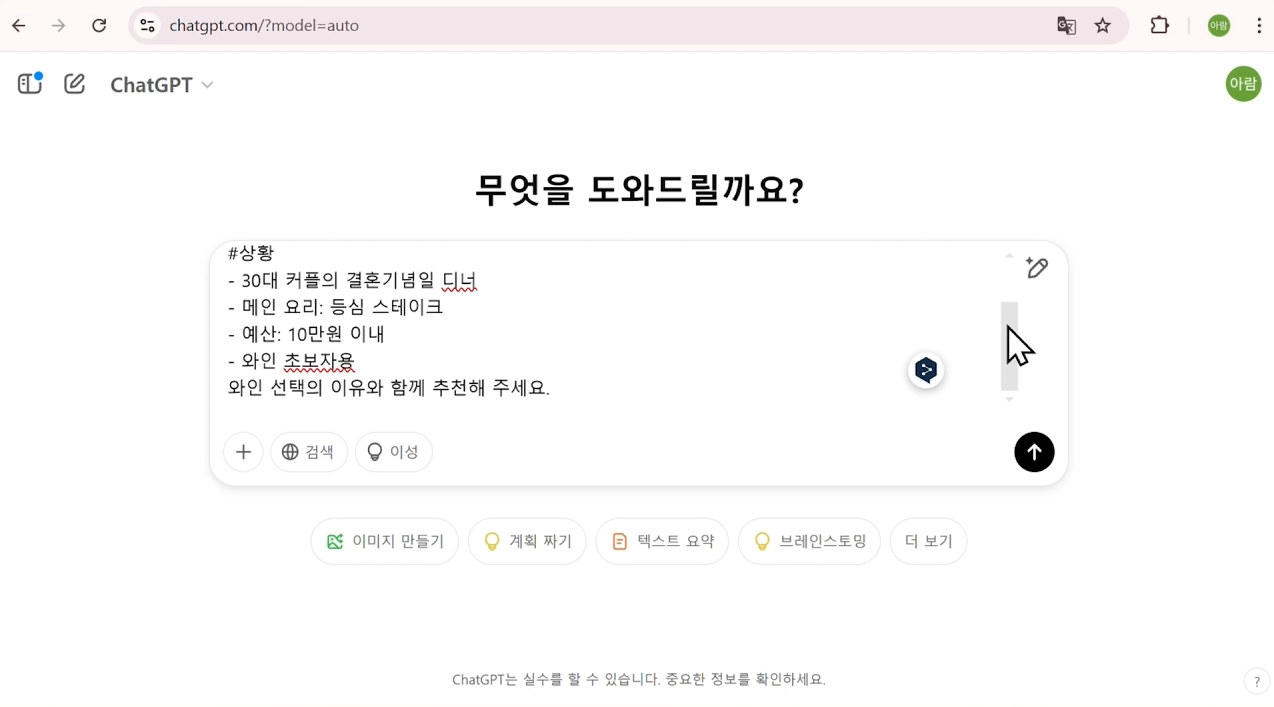 chatgpt.com/?model=auto
아람
ChatGPT
아람
무엇을 도와드릴까요?
#상황
- 30대 커플의 결혼기념일 디너
- 메인 요리: 등심 스테이크
- 예산: 10만원 이내
- 와인 초보자용
와인 선택의 이유와 함께 추천해 주세요.
검색
이성
이미지 만들기
계획 짜기
텍스트 요약
브레인스토밍
더 보기
ChatGPT는 실수를 할 수 있습니다. 중요한 정보를 확인하세요.
?